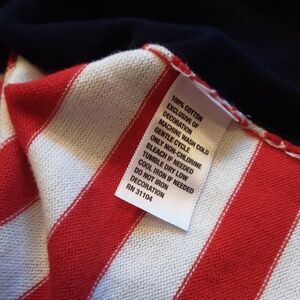 100% COTTON
EXCLUSIVE OF
DECORATION
MACHINE WASH COLD
GENTLE CYCLE
ONLY NON-CHLORINE
BLEACH IF NEEDED
TUMBLE DRY LOW
COOL IRON IF NEEDED
DO NOT IRON
DECORATION
RN 31104